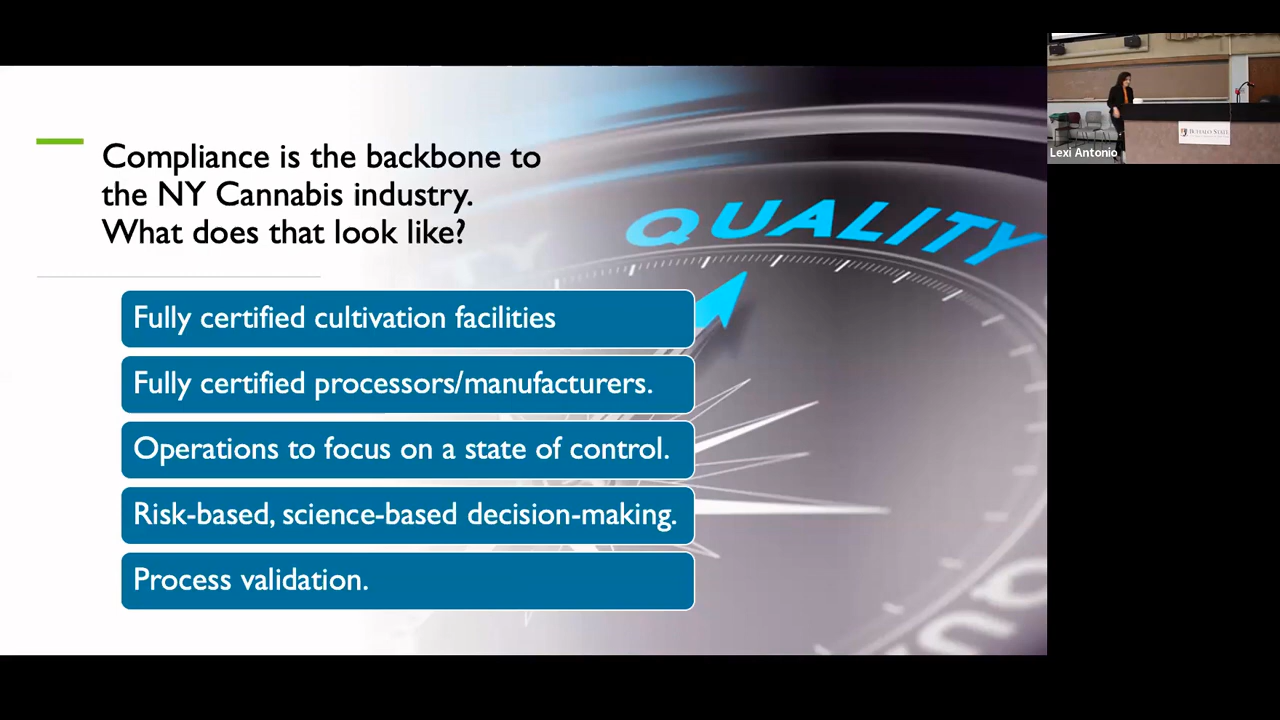 Compliance is the backbone to
the NY Cannabis industry.
What does that look like?
QUALITY
Fully certified cultivation facilities
Fully certified processors/manufacturers.
Operations to focus on a state of control.
Risk-based, science-based decision-making.
Process validation.
Lexi Antonio
BUFFALO STATE